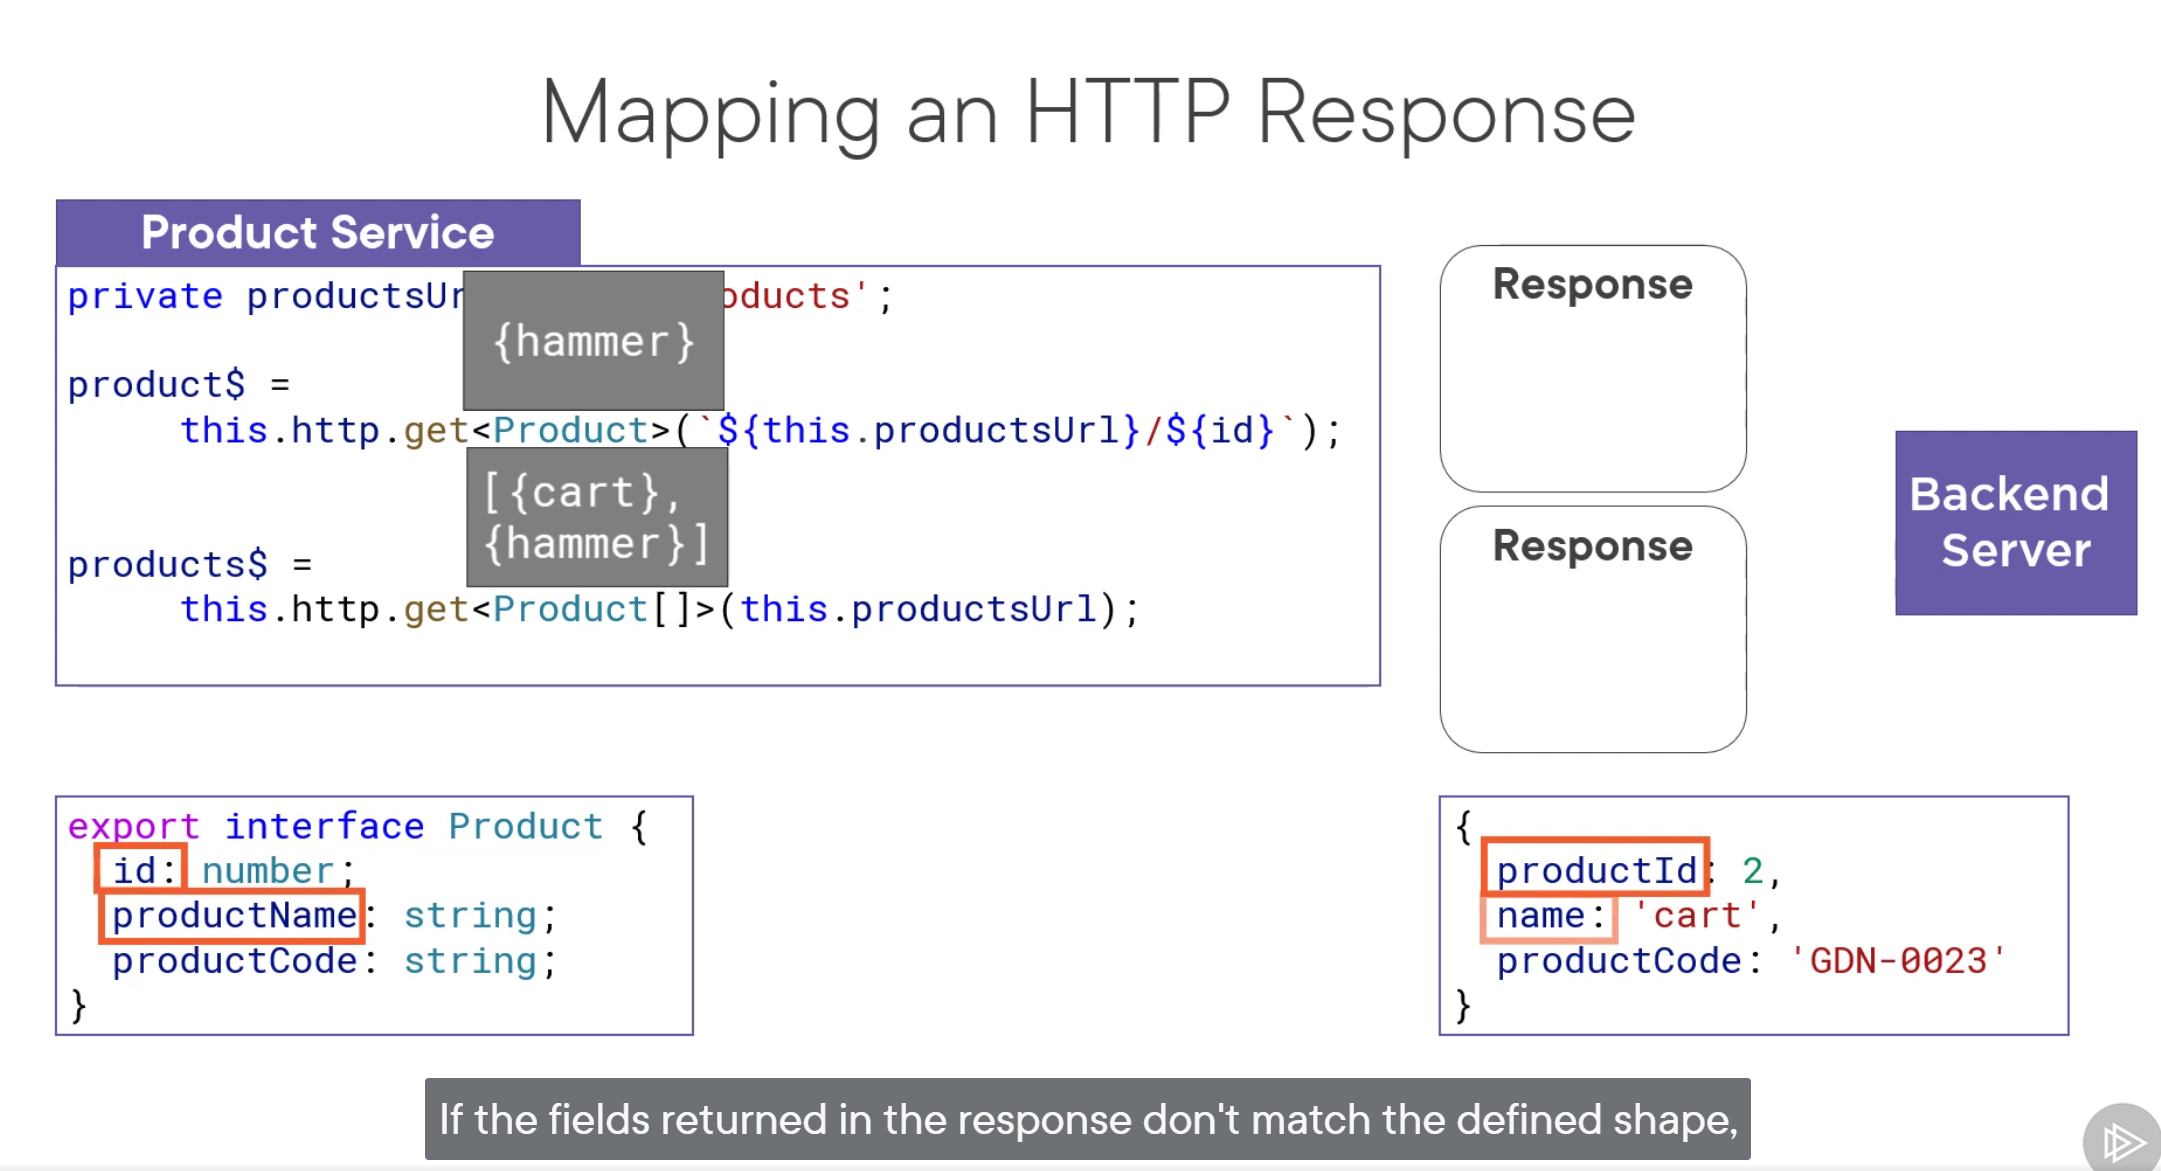 Mapping an HTTP Response
Product Service
private productsUr
oducts';
{hammer}
product$ =
this.http.get<Product>(`${this.productsUrl}/${id}`);
[{cart},
{hammer}]
products$ =
this.http.get<Product[]>(this.productsUrl);
Response
Response
Backend
Server
export interface Product {
id: number;
productName: string;
productCode: string;
}
{
productId: 2,
name: 'cart',
productCode: 'GDN-0023'
}
If the fields returned in the response don't match the defined shape,